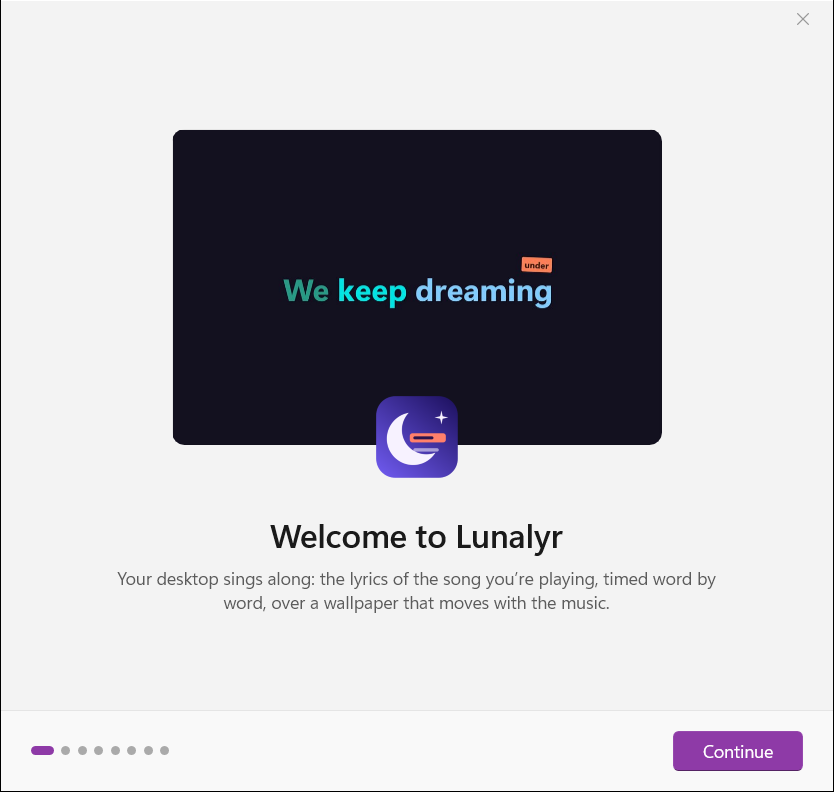 under
We keep dreaming
Welcome to Lunalyr
Your desktop sings along: the lyrics of the song you’re playing, timed word by
word, over a wallpaper that moves with the music.
Continue